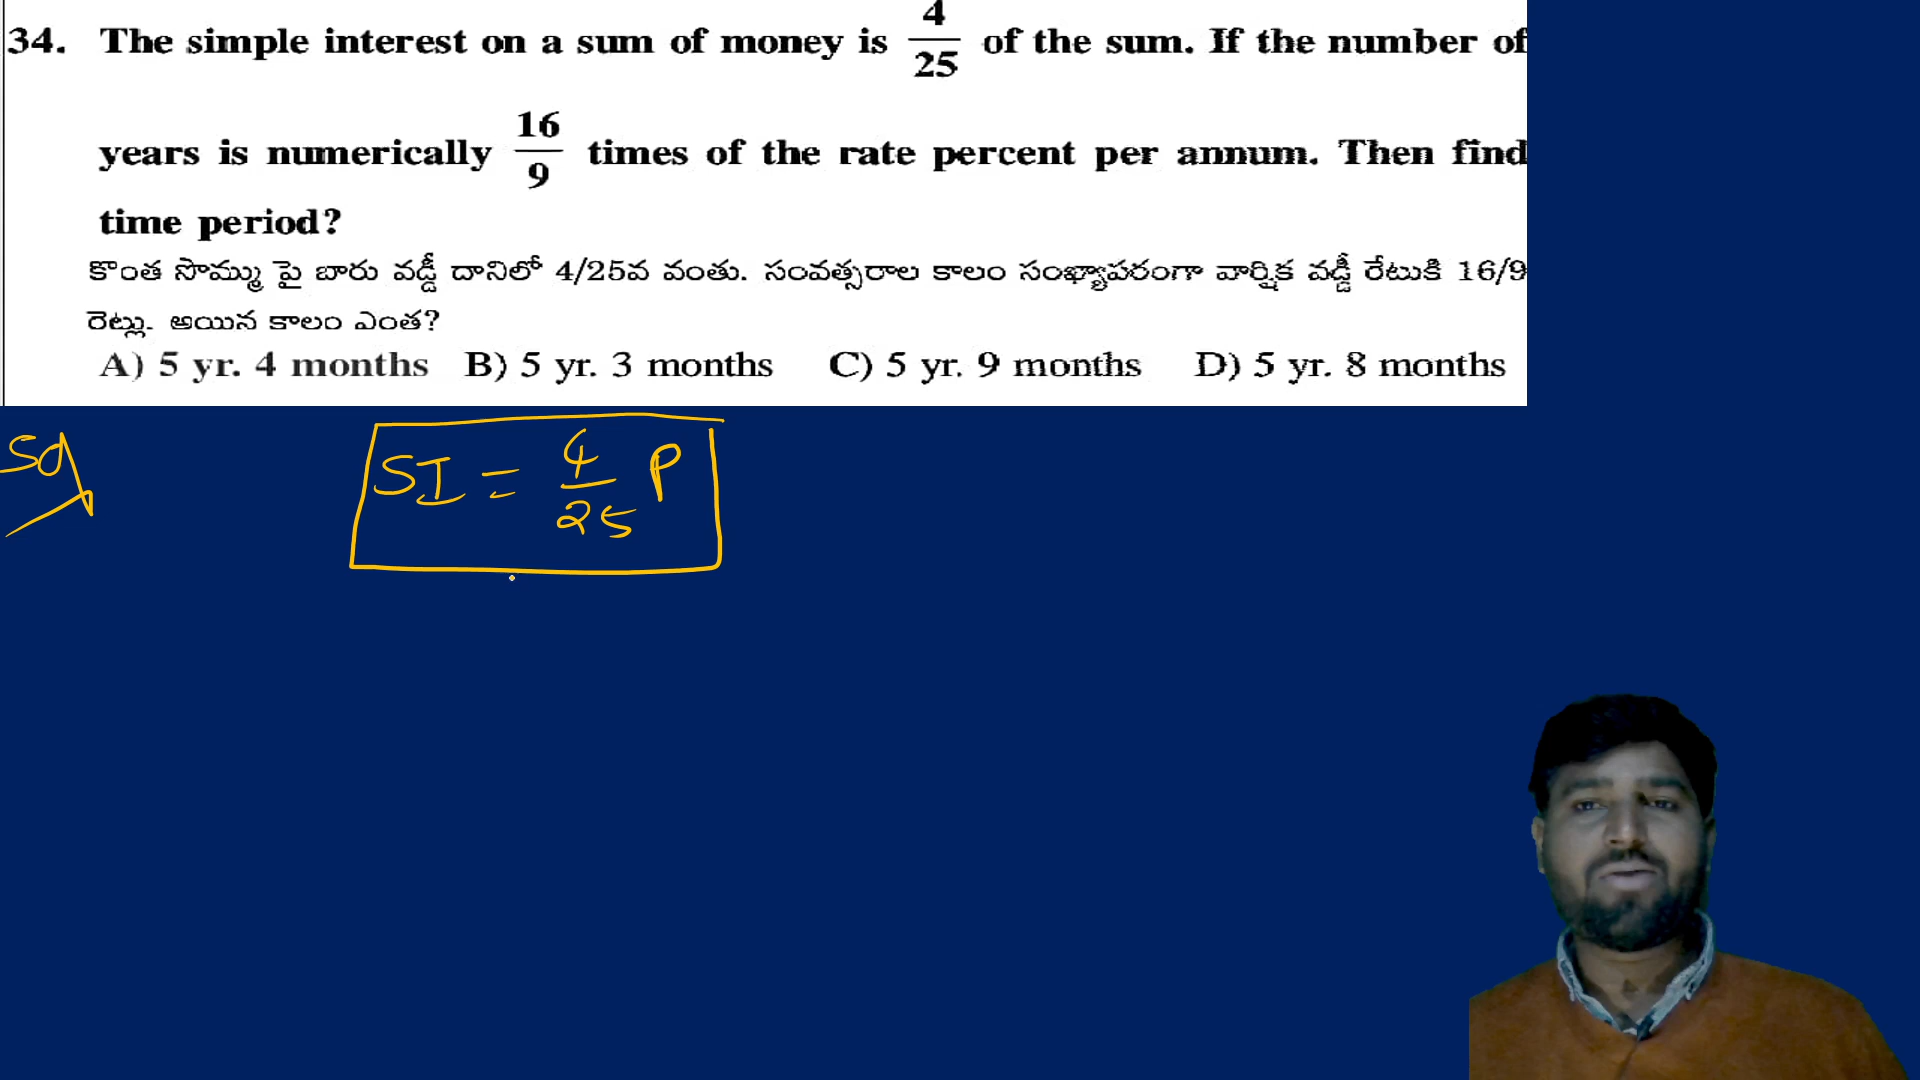 34. The simple interest on a sum of money is 4/25 of the sum. If the number of
years is numerically 16/9 times of the rate percent per annum. Then find
time period?
కొంత సొమ్ము పై బారు వడ్డీ దానిలో 4/25వ వంతు. సంవత్సరాల కాలం సంఖ్యాపరంగా వార్షిక వడ్డీ రేటుకి 16/9
రెట్లు. అయిన కాలం ఎంత?
A) 5 yr. 4 months B) 5 yr. 3 months C) 5 yr. 9 months D) 5 yr. 8 months
Sol
SI = 4/25 P